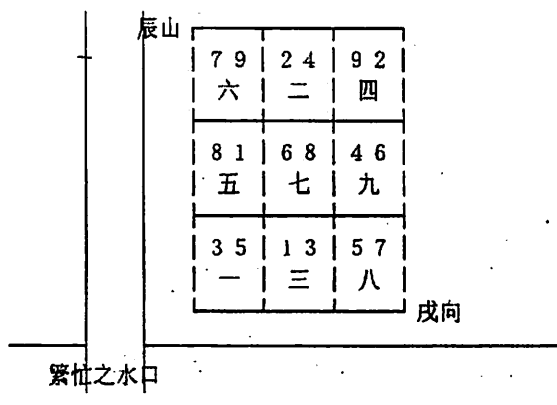 辰山
7 9 2 4 9 2
六 二 四
8 1 6 8 4 6
五 七 九
3 5 1 3 5 7
一 三 八
戌向
繁忙之水口